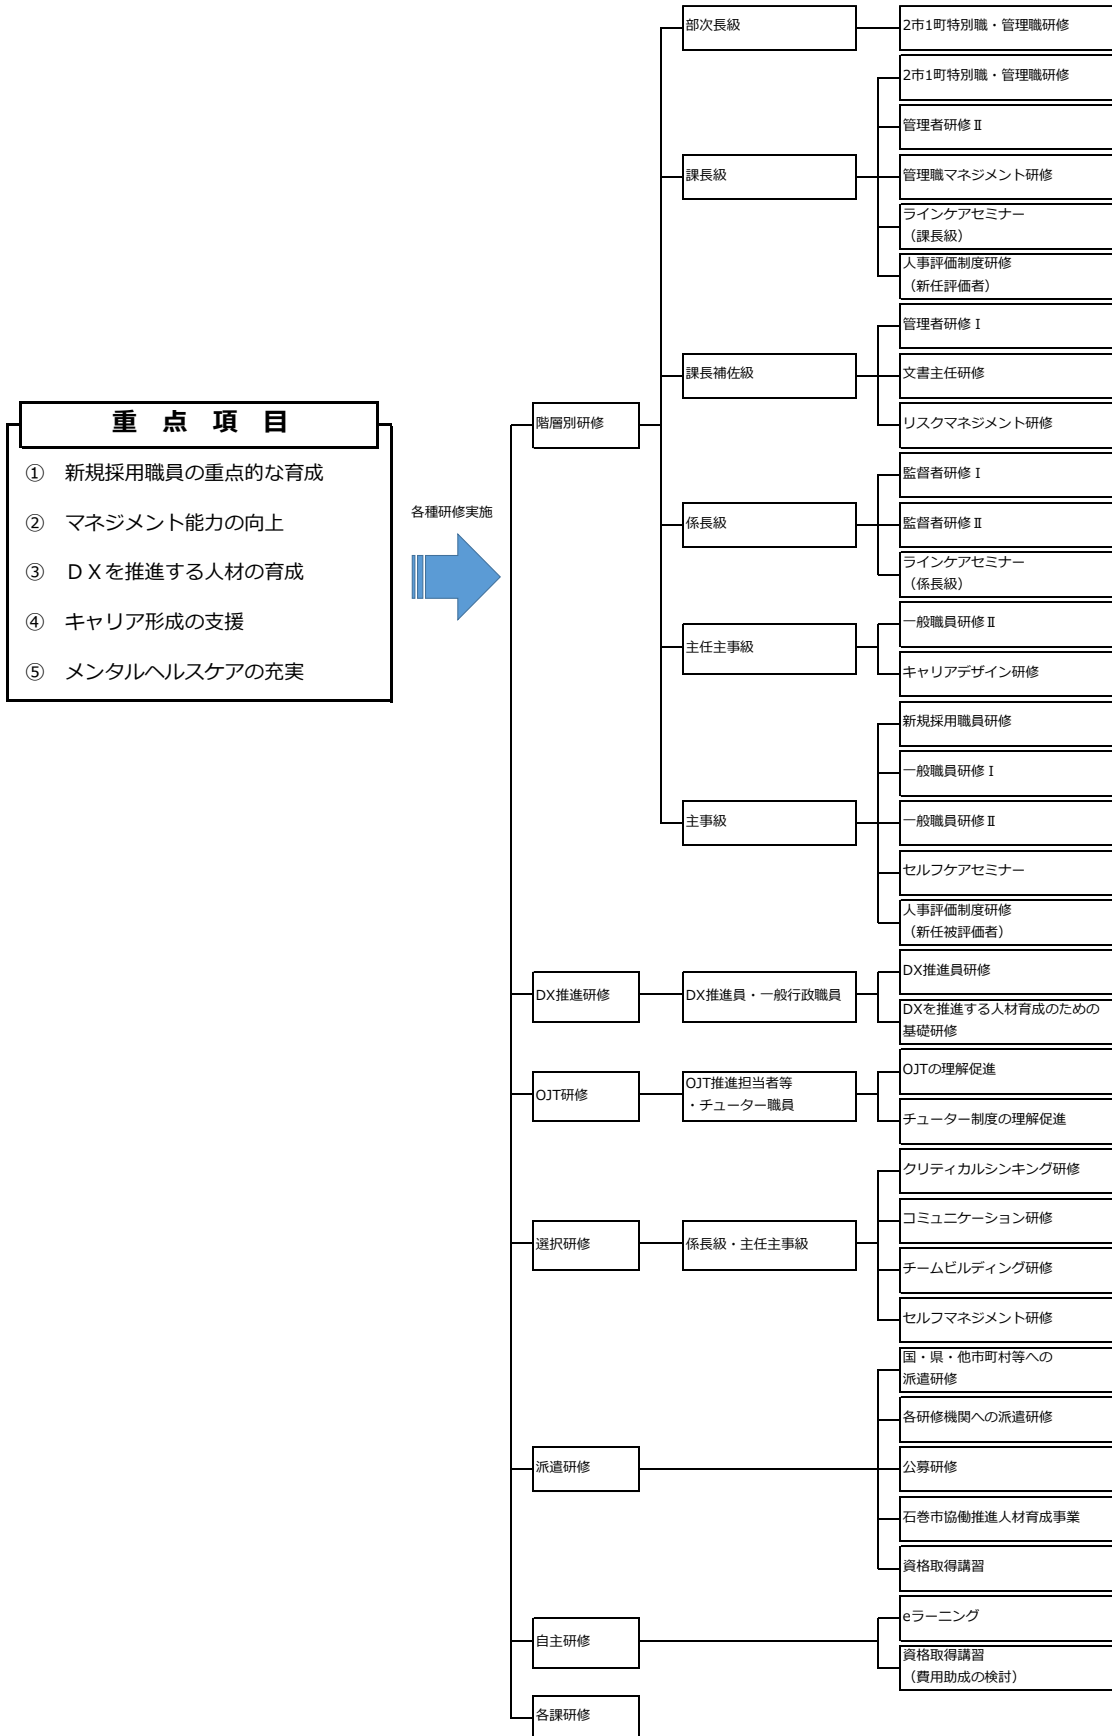 重 点 項 目
① 新規採用職員の重点的な育成
② マネジメント能力の向上
③ DXを推進する人材の育成
④ キャリア形成の支援
⑤ メンタルヘルスケアの充実
各種研修実施
階層別研修
部次長級
2市1町特別職・管理職研修
課長級
2市1町特別職・管理職研修
管理者研修Ⅱ
管理職マネジメント研修
ラインケアセミナー
（課長級）
人事評価制度研修
（新任評価者）
課長補佐級
管理者研修Ⅰ
文書主任研修
リスクマネジメント研修
係長級
監督者研修Ⅰ
監督者研修Ⅱ
ラインケアセミナー
（係長級）
主任主事級
一般職員研修Ⅱ
キャリアデザイン研修
主事級
新規採用職員研修
一般職員研修Ⅰ
一般職員研修Ⅱ
セルフケアセミナー
人事評価制度研修
（新任被評価者）
DX推進研修
DX推進員・一般行政職員
DX推進員研修
DXを推進する人材育成のための
基礎研修
OJT研修
OJT推進担当者等
・チューター職員
OJTの理解促進
チューター制度の理解促進
選択研修
係長級・主任主事級
クリティカルシンキング研修
コミュニケーション研修
チームビルディング研修
セルフマネジメント研修
派遣研修
国・県・他市町村等への
派遣研修
各研修機関への派遣研修
公募研修
石巻市協働推進人材育成事業
資格取得講習
自主研修
eラーニング
資格取得講習
（費用助成の検討）
各課研修